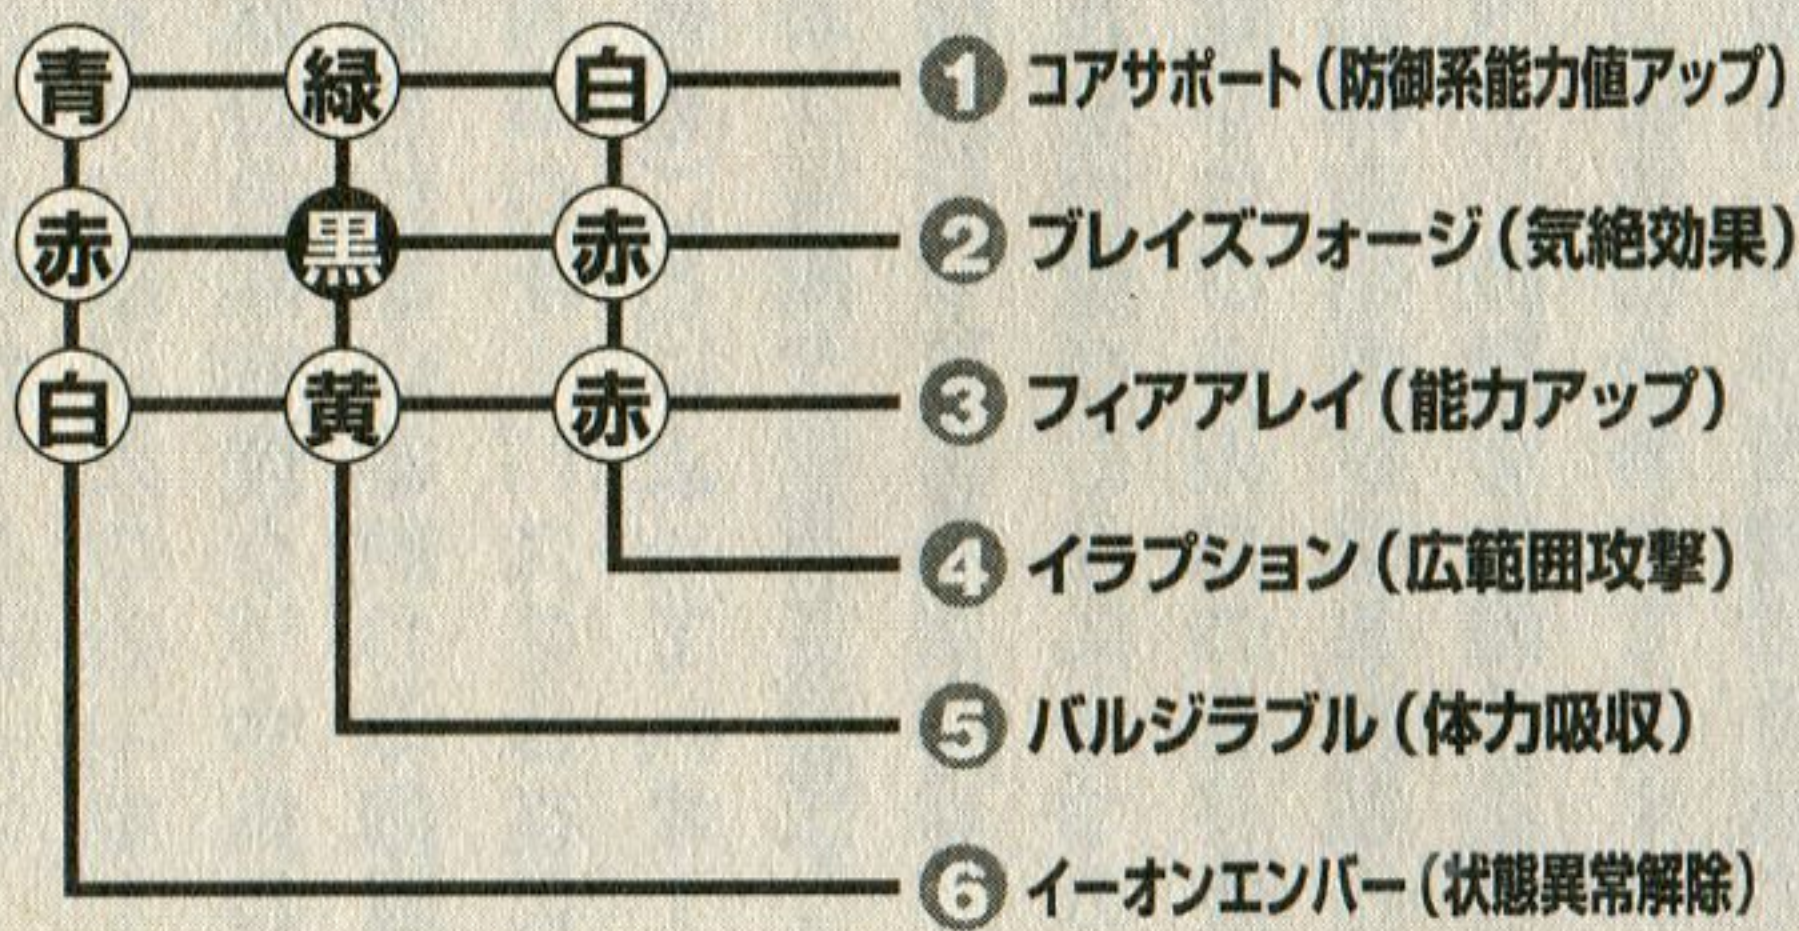 青 緑 白 ❶ コアサポート(防御系能力値アップ)
赤 黒 赤 ❷ ブレイズフォージ(気絶効果)
白 黄 赤 ❸ フィアアレイ(能力アップ)
❹ イラプション(広範囲攻撃)
❺ バルジラブル(体力吸収)
❻ イーオンエンバー(状態異常解除)